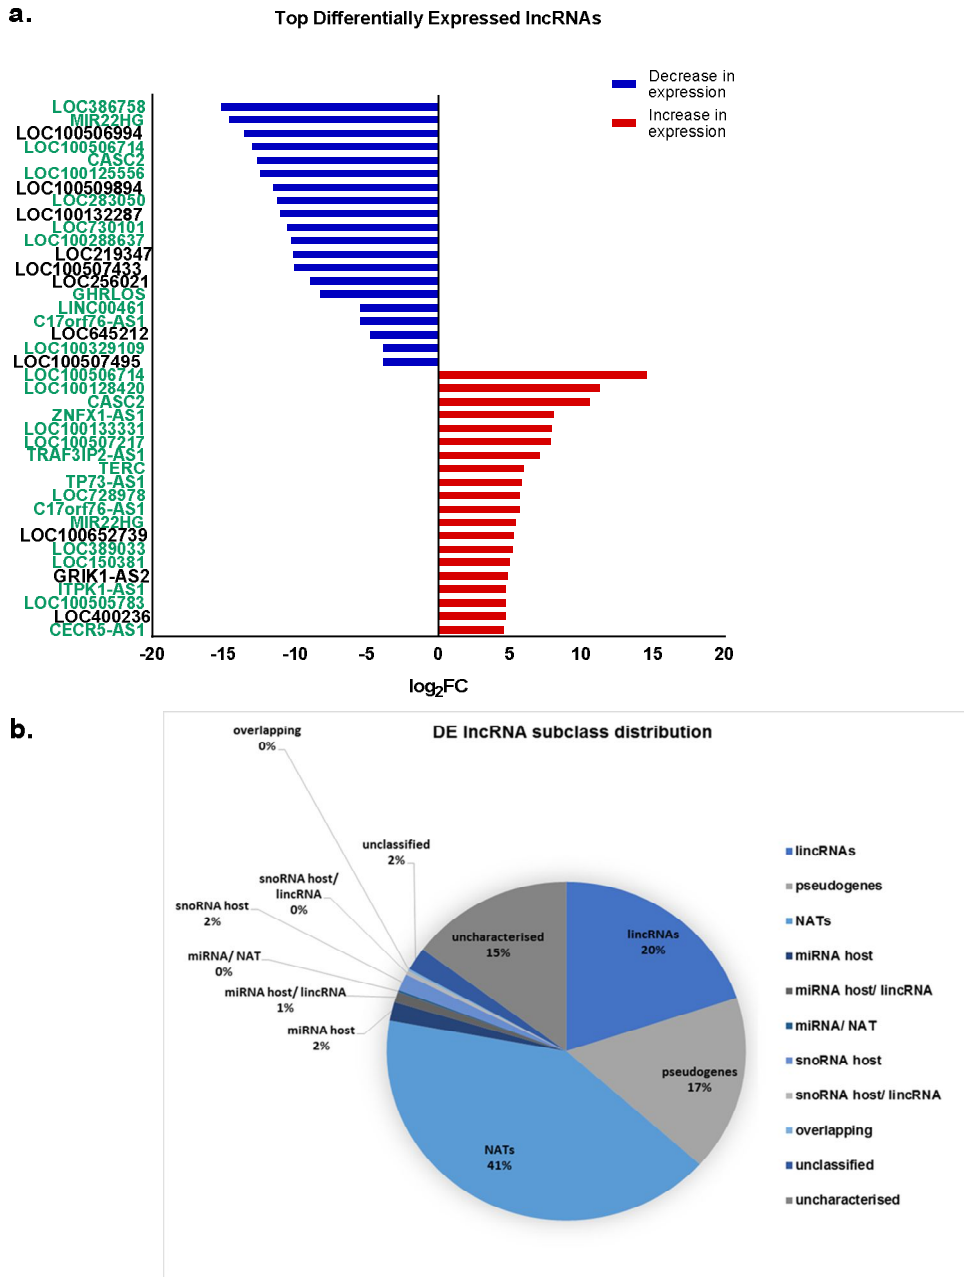 a.
Top Differentially Expressed lncRNAs
Decrease in
expression
Increase in
expression
LOC386758
MIR22HG
LOC100506994
LOC100506714
CASC2
LOC100125556
LOC100509894
LOC283050
LOC100132287
LOC730101
LOC100288637
LOC219347
LOC100507433
LOC256021
GHRLOS
LINC00461
C17orf76-AS1
LOC645212
LOC100329109
LOC100507495
LOC100506714
LOC100128420
CASC2
ZNFX1-AS1
LOC100133331
LOC100507217
TRAF3IP2-AS1
TERC
TP73-AS1
LOC728978
C17orf76-AS1
MIR22HG
LOC100652739
LOC389033
LOC150381
GRIK1-AS2
ITPK1-AS1
LOC100505783
LOC400236
CECR5-AS1
-20 -15 -10 -5 0 5 10 15 20
log2FC
b.
DE lncRNA subclass distribution
overlapping
0%
unclassified
2%
snoRNA host/
lincRNA
0%
snoRNA host
2%
miRNA/ NAT
0%
miRNA host/ lincRNA
1%
miRNA host
2%
uncharacterised
15%
lincRNAs
20%
pseudogenes
17%
NATs
41%
lincRNAs
pseudogenes
NATs
miRNA host
miRNA host/ lincRNA
miRNA/ NAT
snoRNA host
snoRNA host/ lincRNA
overlapping
unclassified
uncharacterised